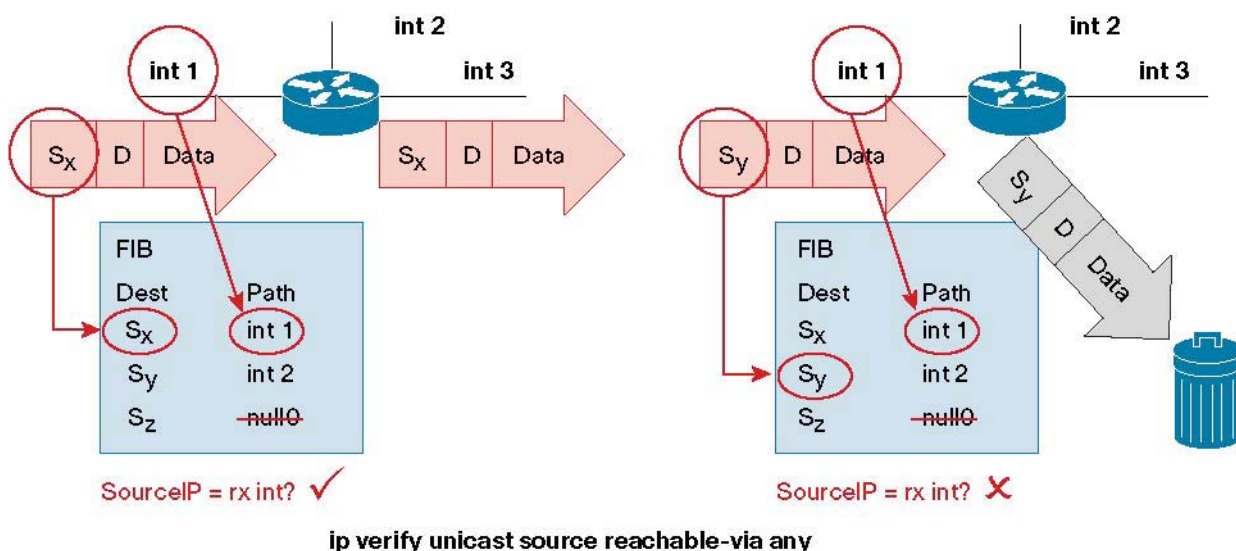 int 2
int 1
int 3
Sx D Data
Sx D Data
FIB
Dest Path
Sx int 1
Sy int 2
Sz null0
SourceIP = rx int? ✓
int 2
int 1
int 3
Sy D Data
Sy D Data
FIB
Dest Path
Sx int 1
Sy int 2
Sz null0
SourceIP = rx int? ✗
ip verify unicast source reachable-via any